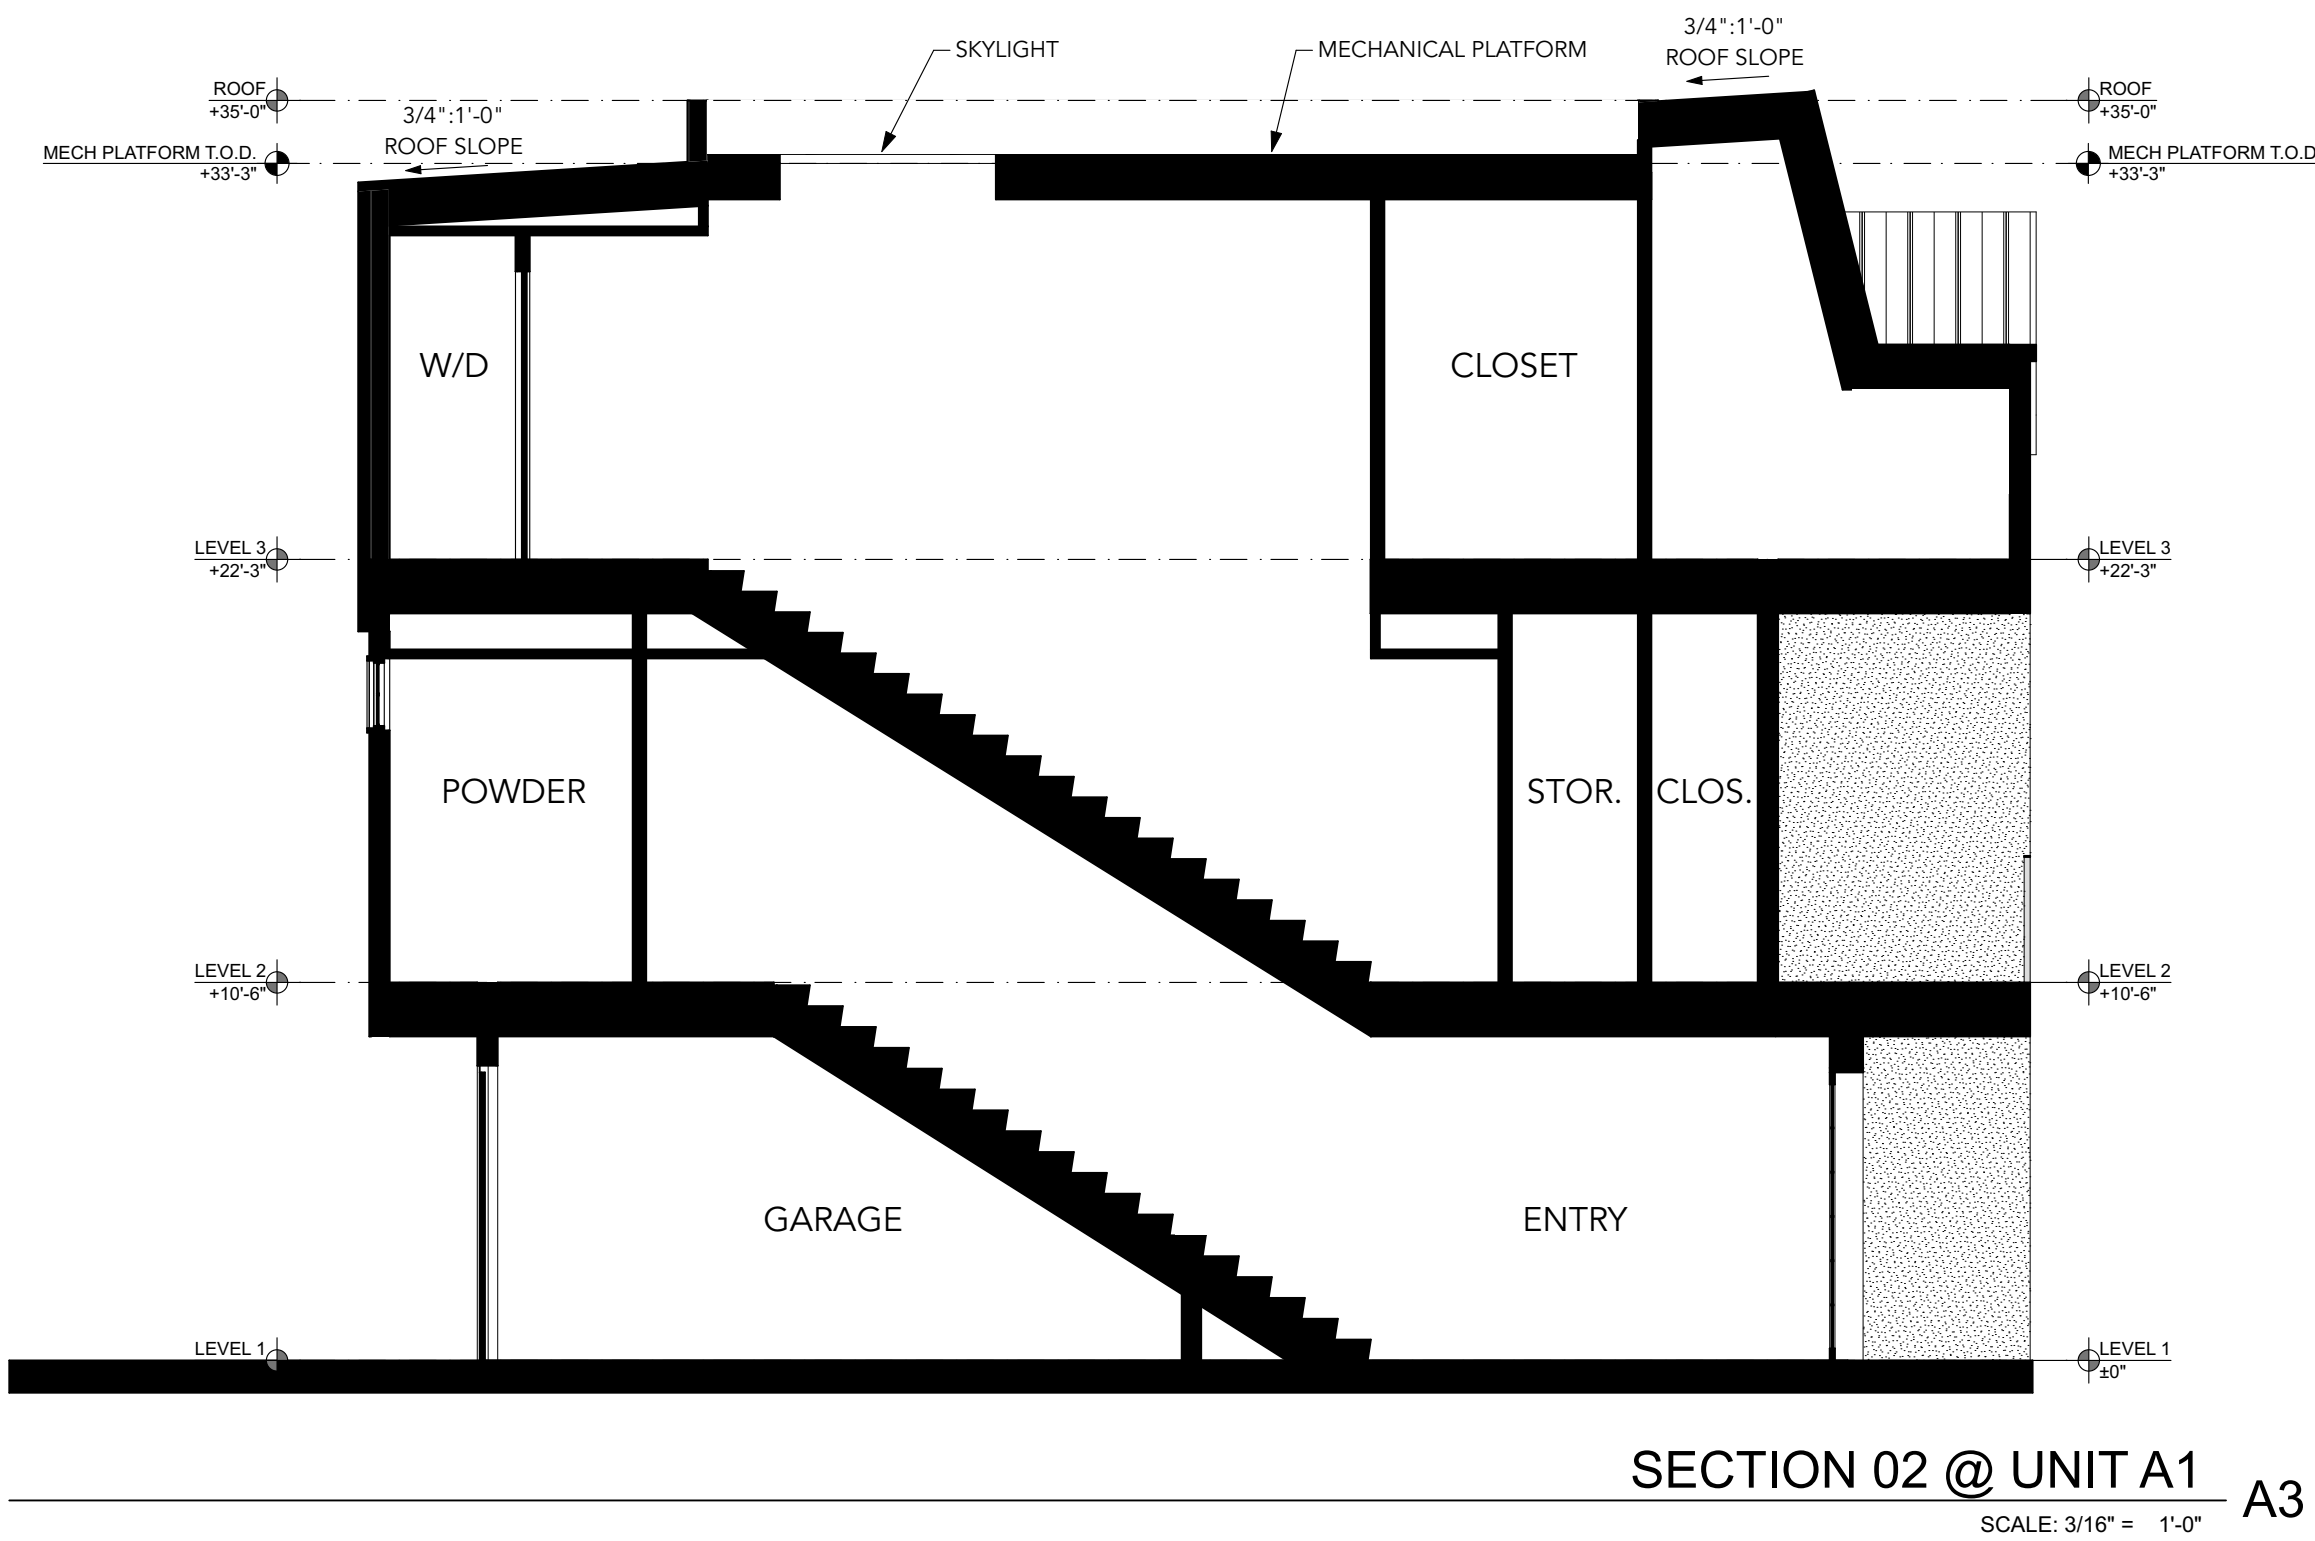 3/4":1'-0"
ROOF SLOPE
SKYLIGHT
MECHANICAL PLATFORM
ROOF
+35'-0"
3/4":1'-0"
ROOF SLOPE
ROOF
+35'-0"
MECH PLATFORM T.O.D.
+33'-3"
MECH PLATFORM T.O.D
+33'-3"
W/D
CLOSET
LEVEL 3
+22'-3"
LEVEL 3
+22'-3"
POWDER
STOR.
CLOS.
LEVEL 2
+10'-6"
LEVEL 2
+10'-6"
GARAGE
ENTRY
LEVEL 1
LEVEL 1
±0"
SECTION 02 @ UNIT A1
A3
SCALE: 3/16" = 1'-0"